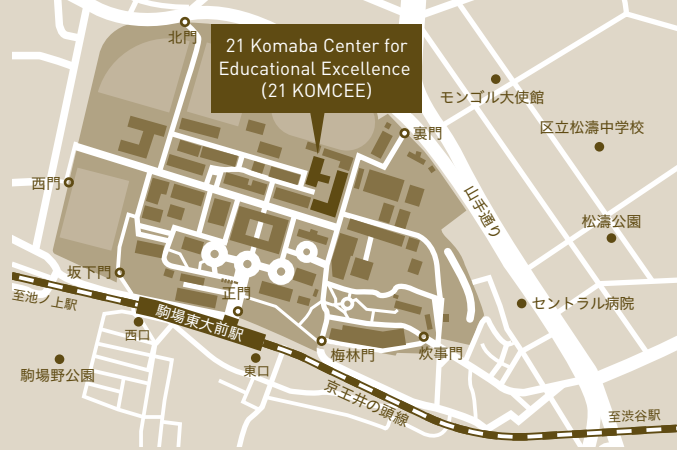 21 Komaba Center for
Educational Excellence
(21 KOMCEE)
北門
モンゴル大使館
裏門
区立松濤中学校
西門
山手通り
松濤公園
坂下門
正門
至池ノ上駅
セントラル病院
駒場東大前駅
西口
梅林門
炊事門
東口
駒場野公園
京王井の頭線
至渋谷駅